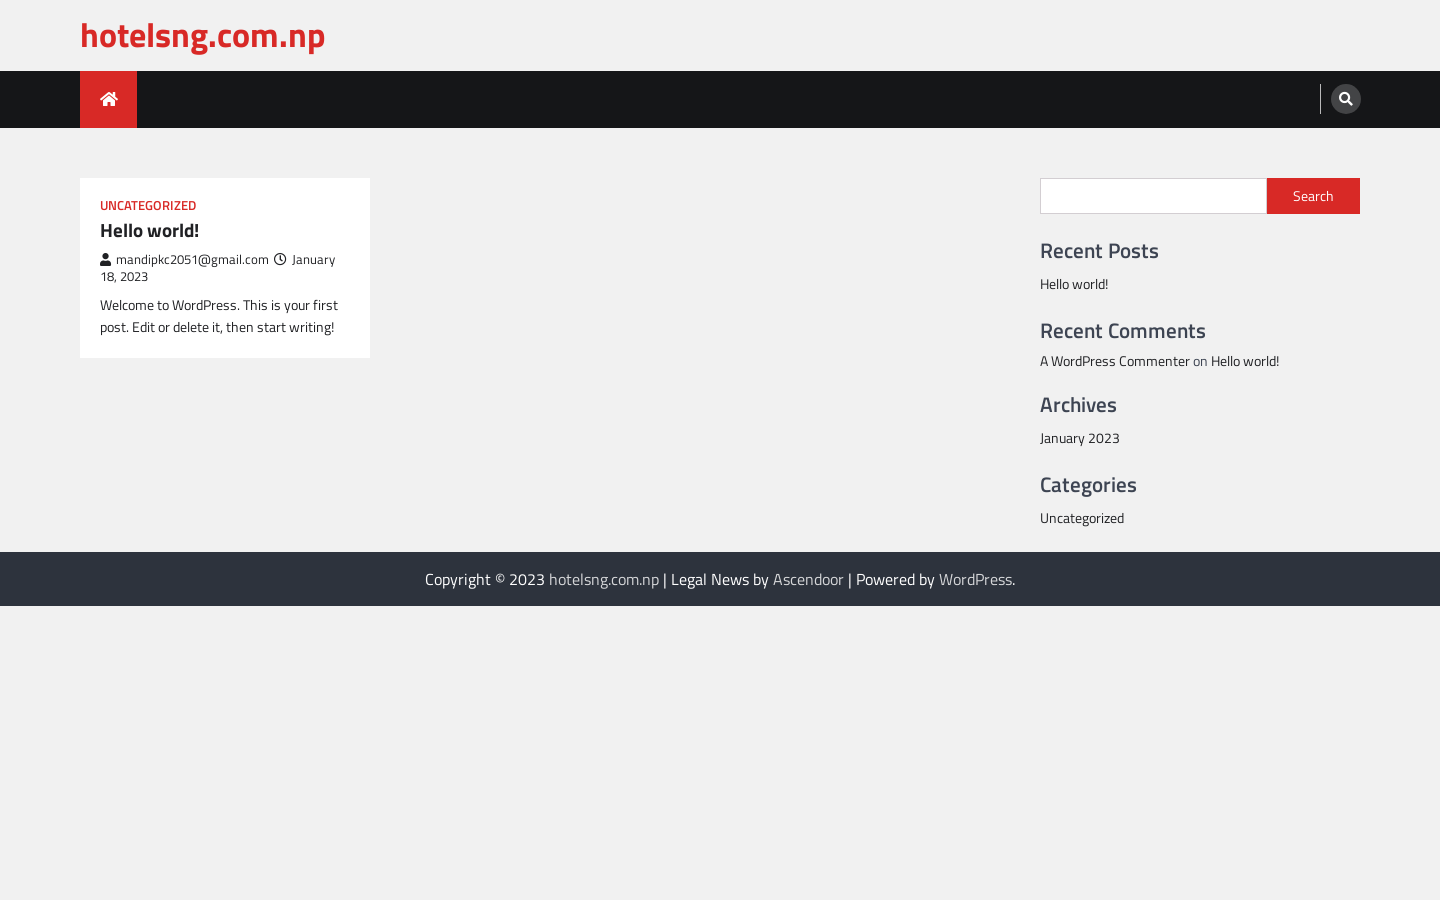 hotelsng.com.np
UNCATEGORIZED
Hello world!
mandipkc2051@gmail.com January
18, 2023
Welcome to WordPress. This is your first
post. Edit or delete it, then start writing!
Search
Recent Posts
Hello world!
Recent Comments
A WordPress Commenter on Hello world!
Archives
January 2023
Categories
Uncategorized
Copyright © 2023 hotelsng.com.np | Legal News by Ascendoor | Powered by WordPress.